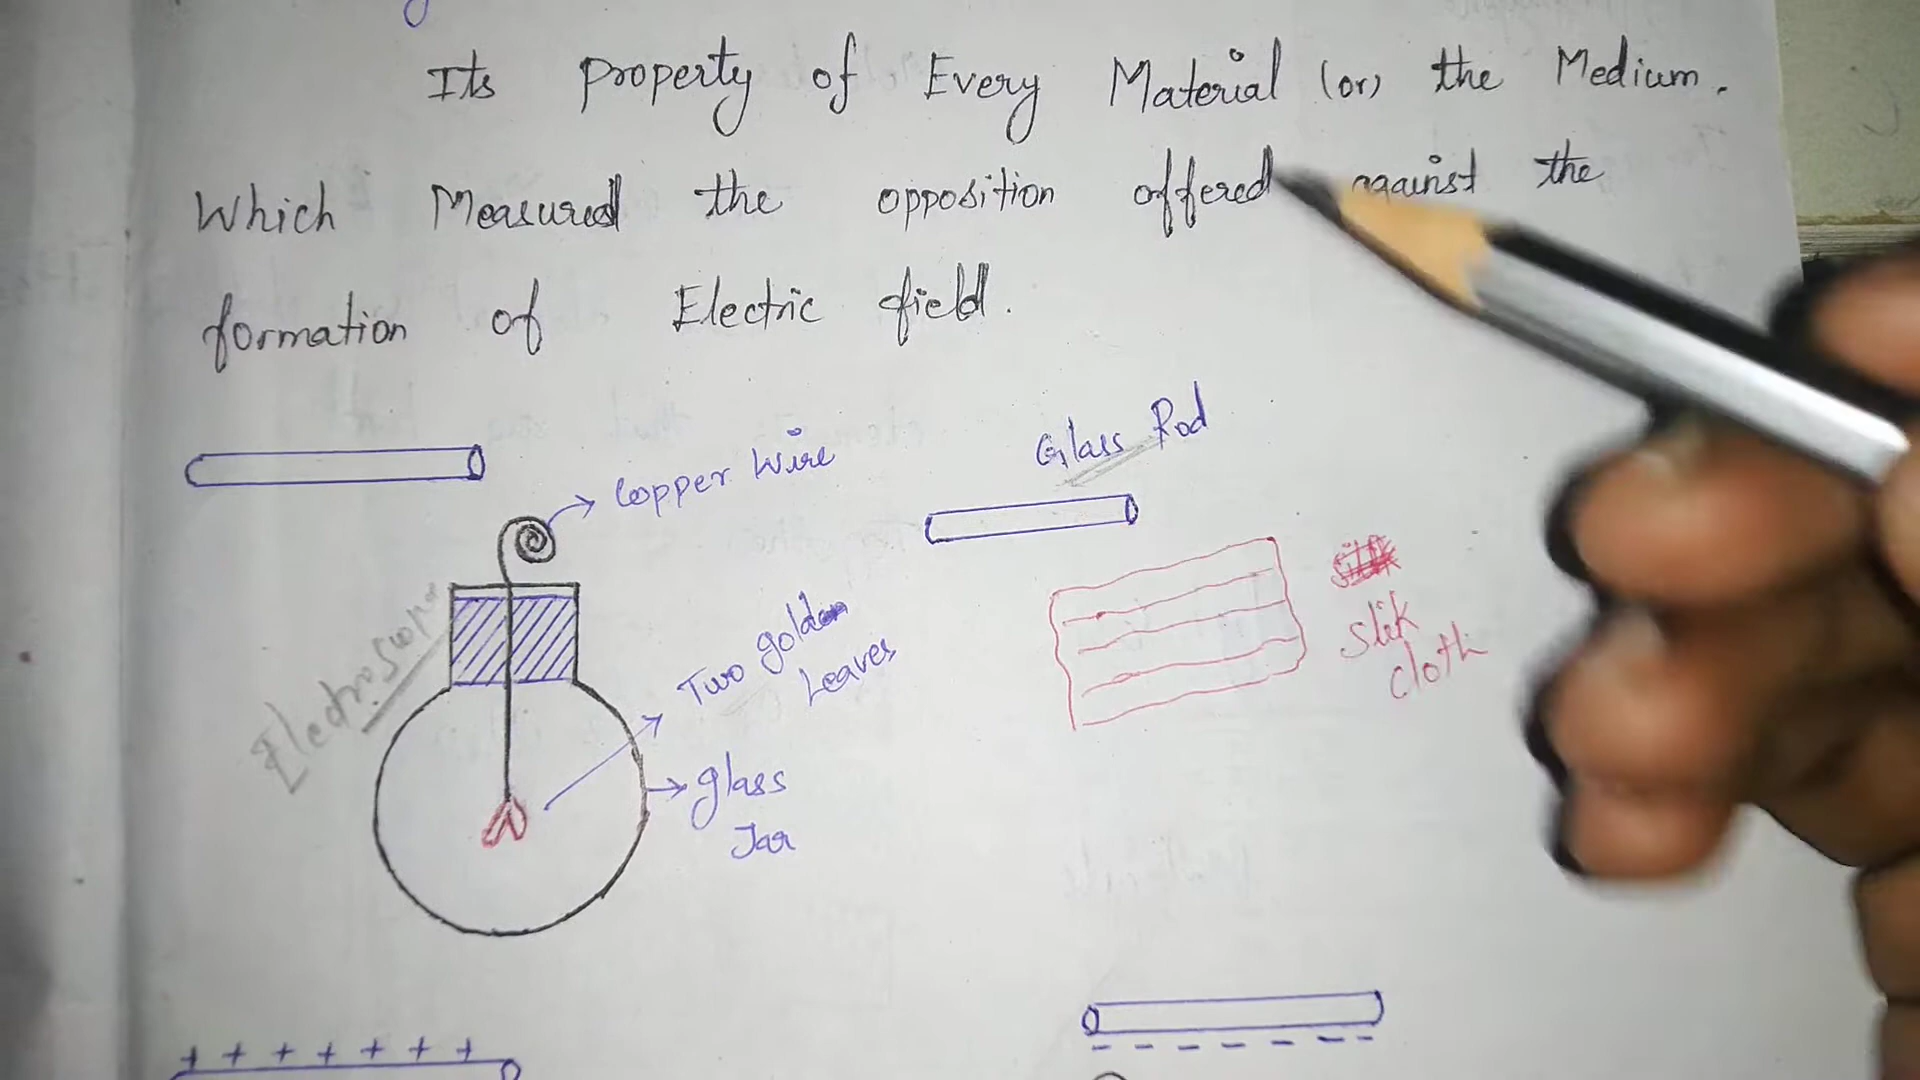 Its property of Every Material (or) the Medium.
Which Measured the opposition offered against the
formation of Electric field.
Copper Wire
Glass Rod
Electroscope
Two golden
Leaves
glass
Jar
silk
slik
cloth
+ + + + + + +
- - - - - - -